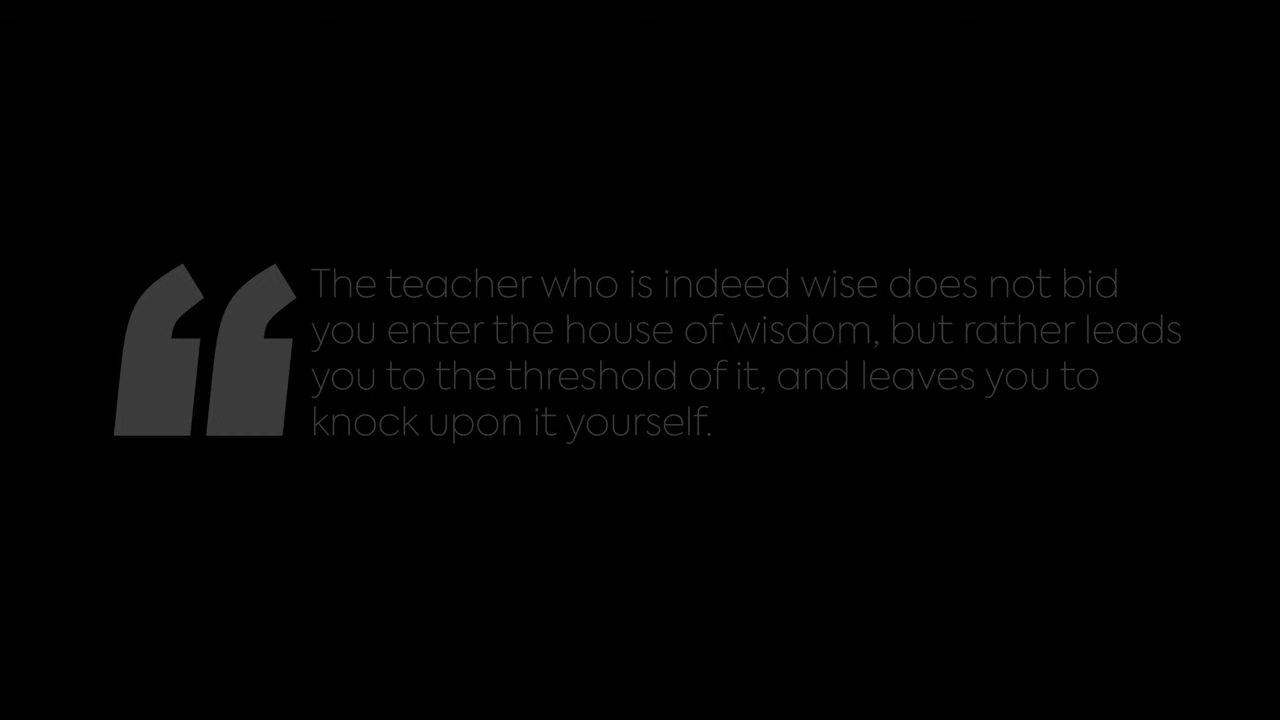 “The teacher who is indeed wise does not bid
you enter the house of wisdom, but rather leads
you to the threshold of it, and leaves you to
knock upon it yourself.